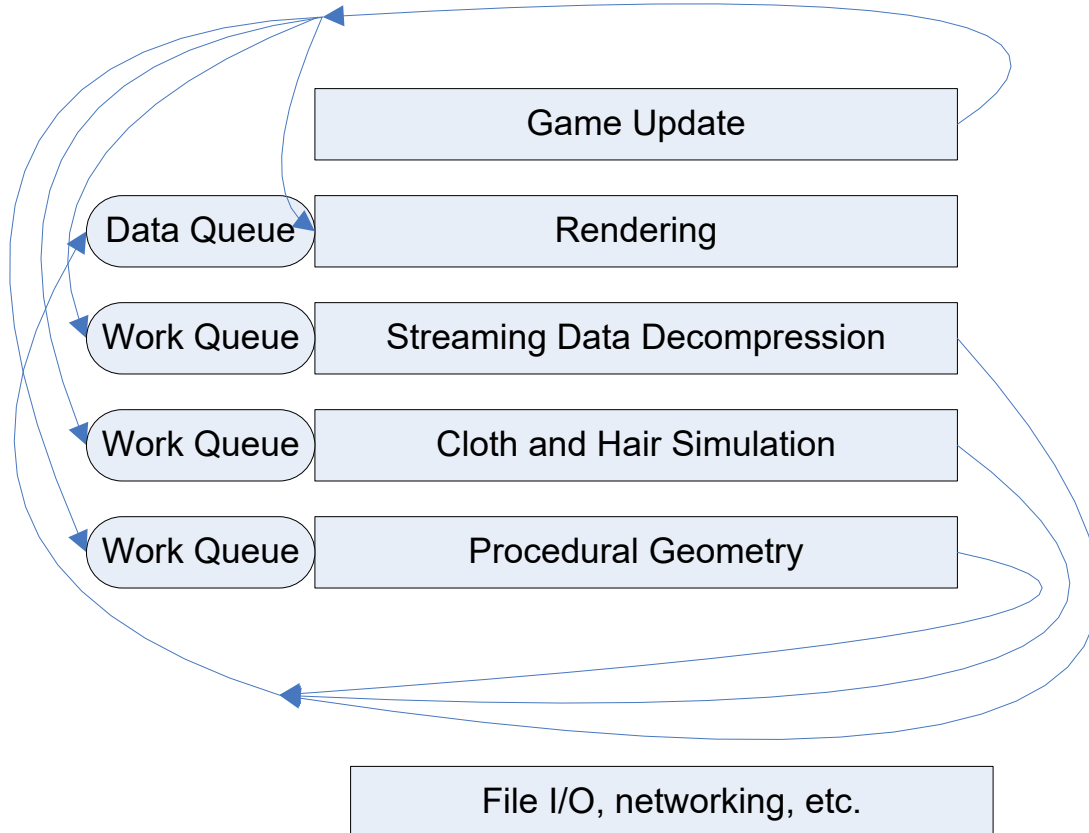 Game Update
Data Queue Rendering
Work Queue Streaming Data Decompression
Work Queue Cloth and Hair Simulation
Work Queue Procedural Geometry
File I/O, networking, etc.